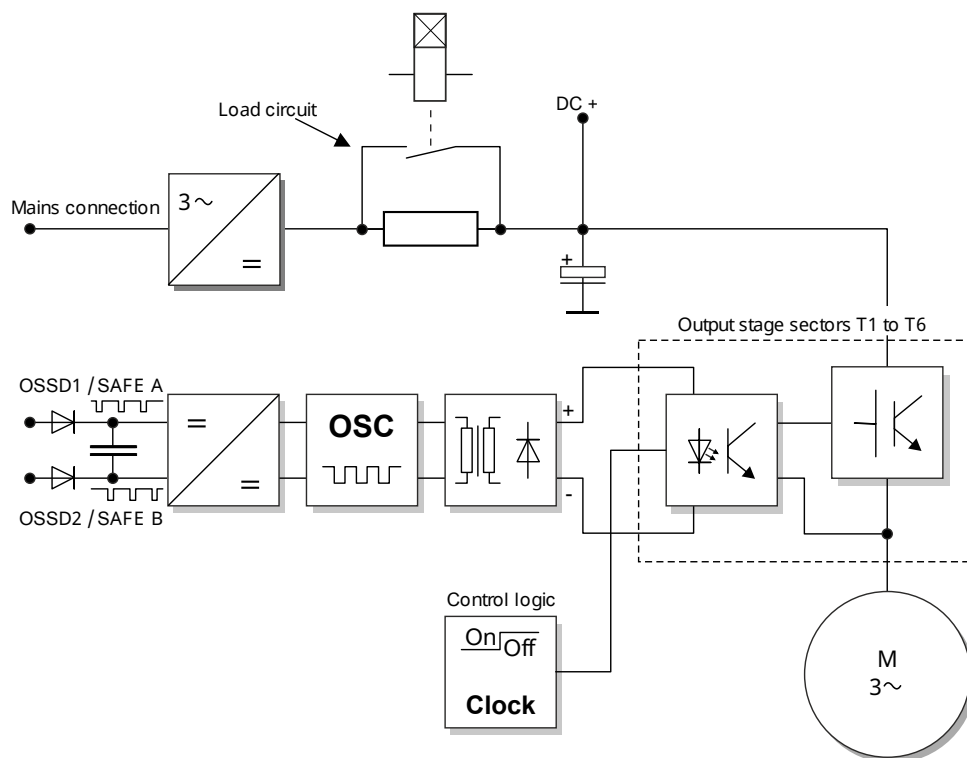 DC +
Load circuit
Mains connection
3～
=
+
Output stage sectors T1 to T6
OSSD1 / SAFE A
=
=
OSC
+
-
OSSD2 / SAFE B
Control logic
On
Off
Clock
M
3～